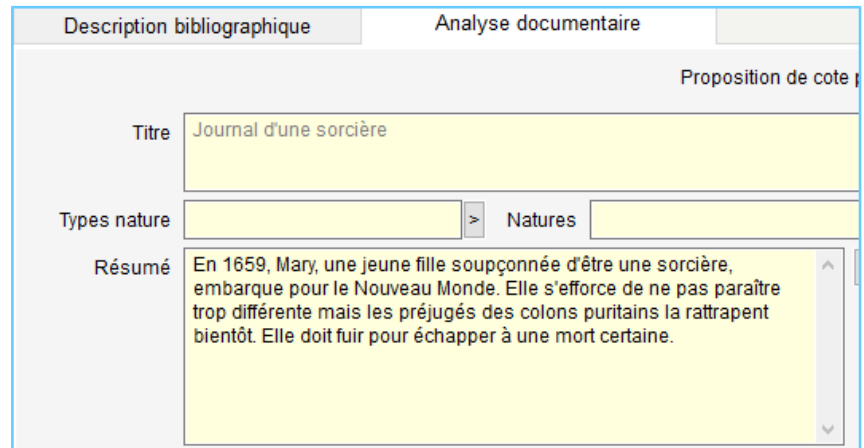 Description bibliographique Analyse documentaire
Proposition de cote
Titre Journal d'une sorcière
Types nature > Natures
Résumé En 1659, Mary, une jeune fille soupçonnée d'être une sorcière,
embarque pour le Nouveau Monde. Elle s'efforce de ne pas paraître
trop différente mais les préjugés des colons puritains la rattrapent
bientôt. Elle doit fuir pour échapper à une mort certaine.